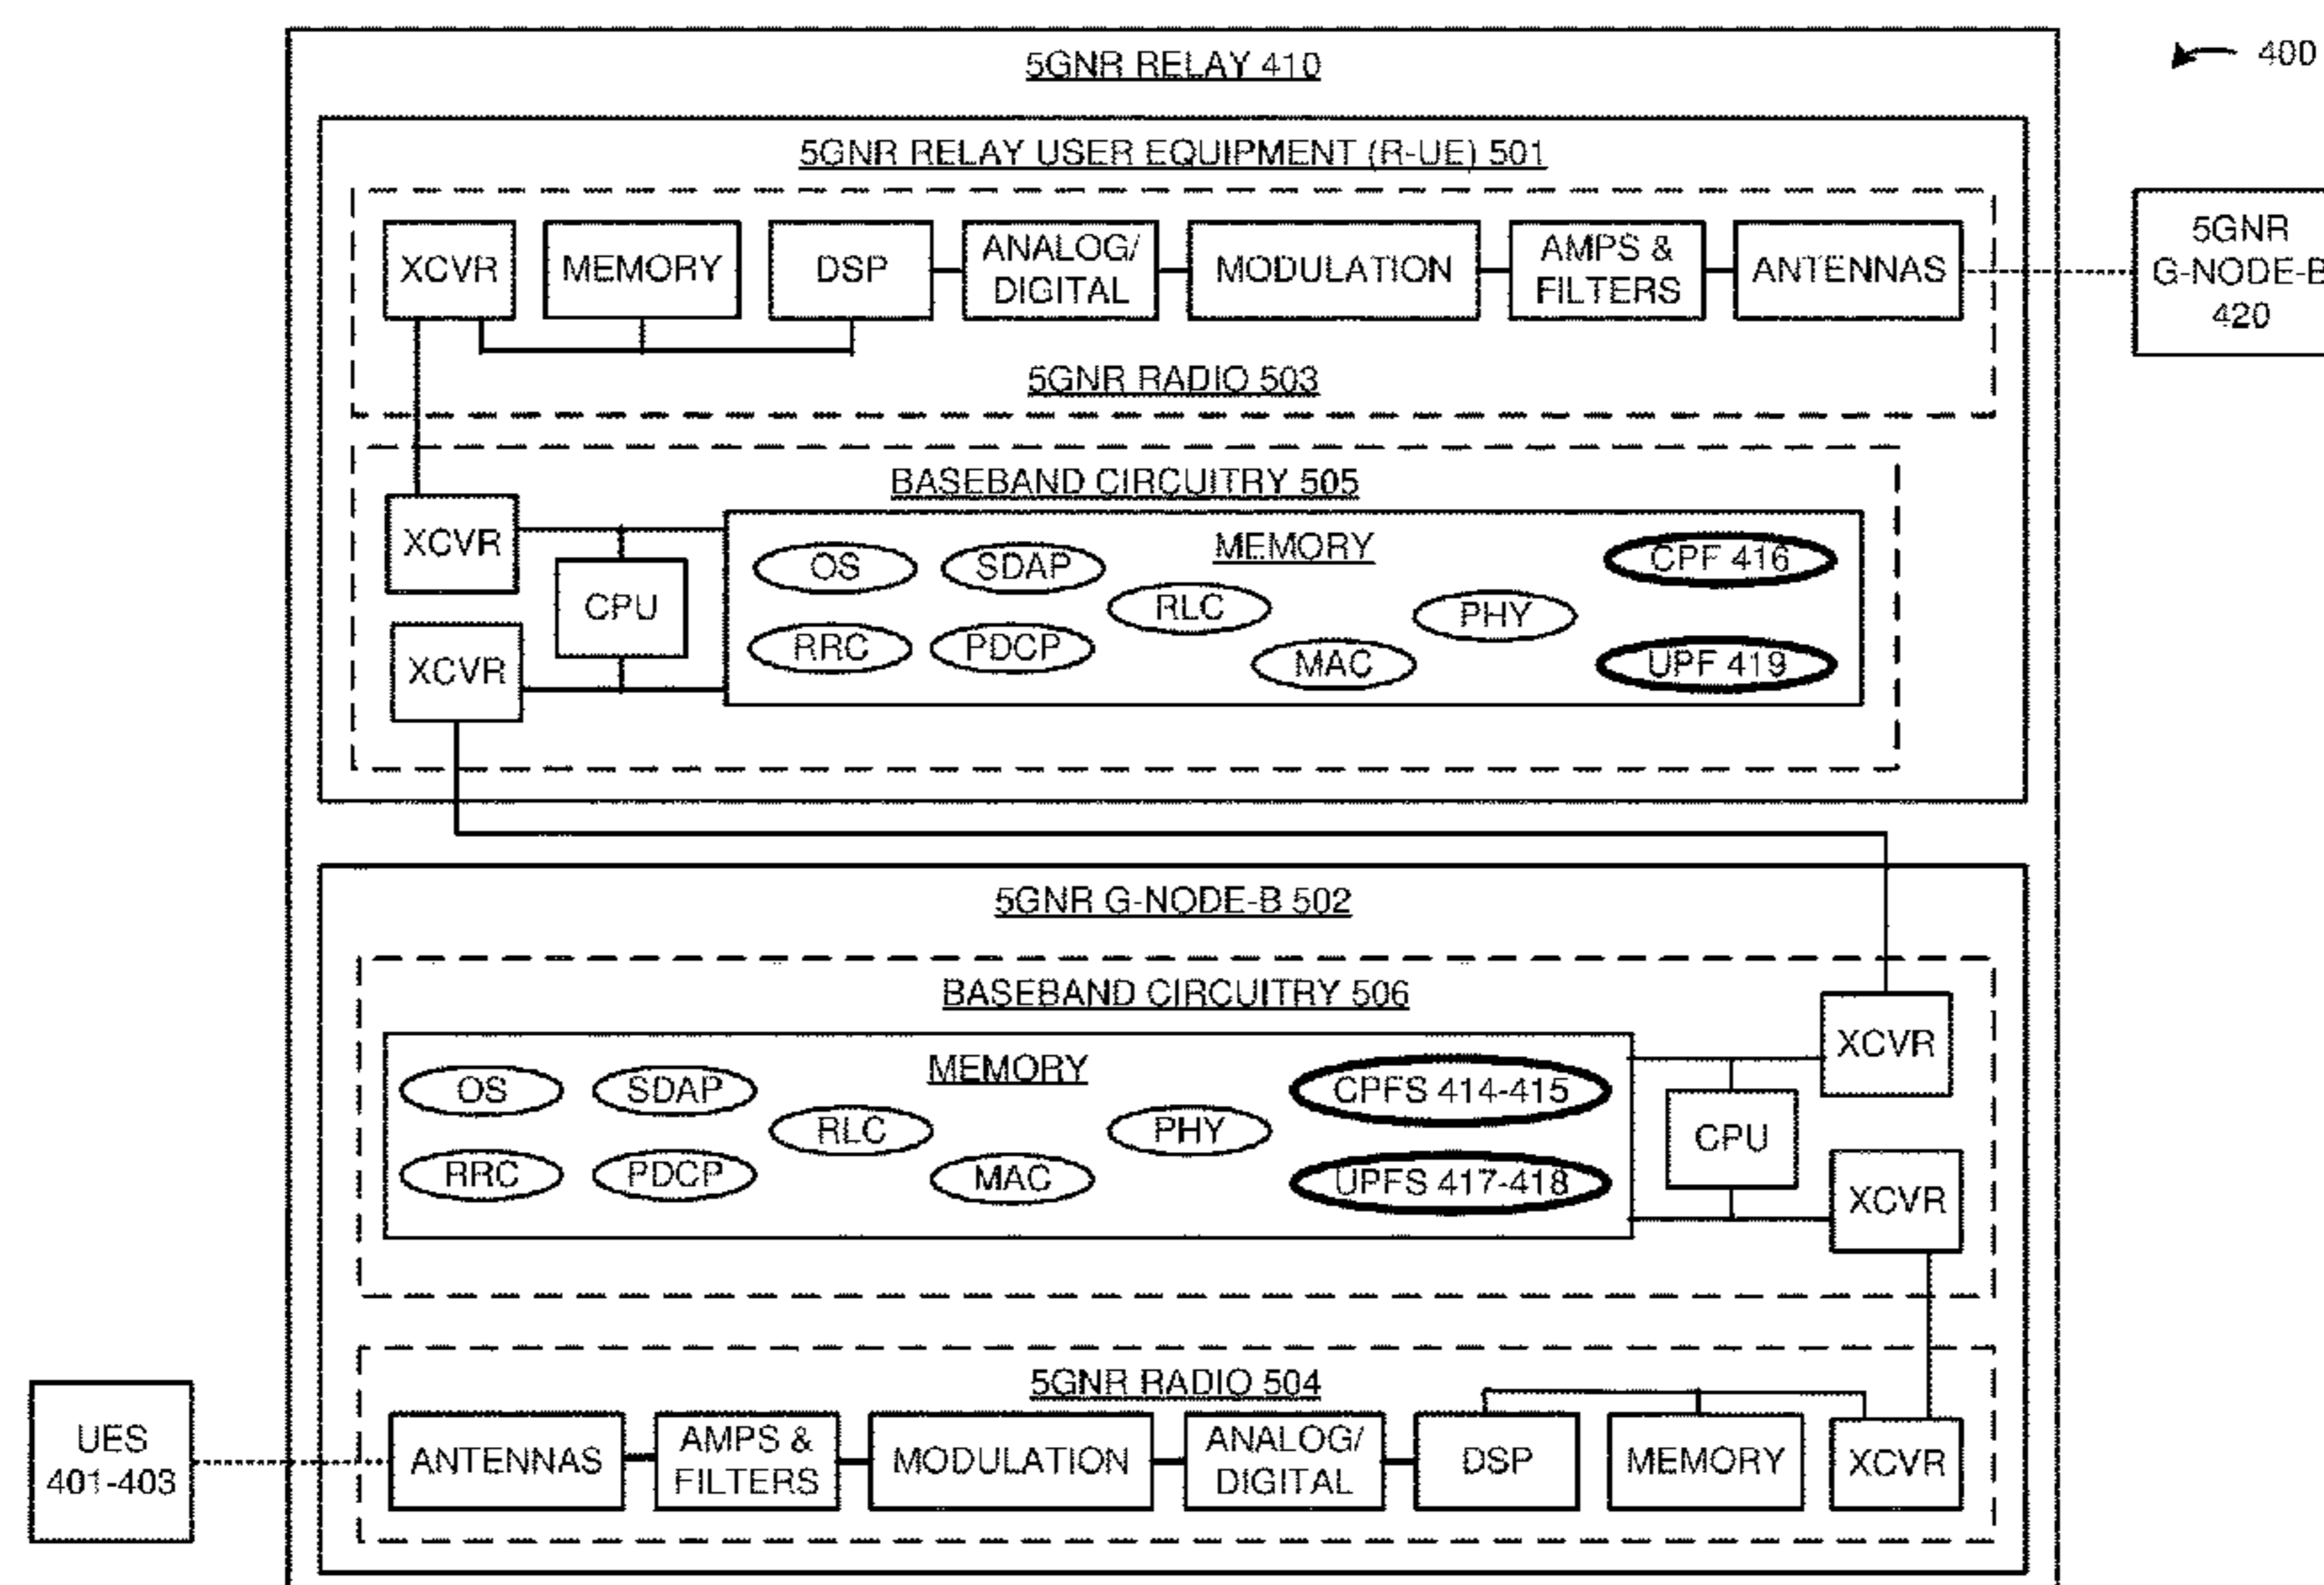 5GNR RELAY 410
400
5GNR RELAY USER EQUIPMENT (R-UE) 501
XCVR
MEMORY
DSP
ANALOG/
DIGITAL
MODULATION
AMPS &
FILTERS
ANTENNAS
5GNR
G-NODE-B
420
5GNR RADIO 503
BASEBAND CIRCUITRY 505
XCVR
CPU
XCVR
MEMORY
OS
SDAP
RLC
PHY
CPF 416
RRC
PDCP
MAC
UPF 419
5GNR G-NODE-B 502
BASEBAND CIRCUITRY 506
MEMORY
OS
SDAP
RLC
PHY
CPFS 414-415
RRC
PDCP
MAC
UPFS 417-418
XCVR
CPU
XCVR
5GNR RADIO 504
UES
401-403
ANTENNAS
AMPS &
FILTERS
MODULATION
ANALOG/
DIGITAL
DSP
MEMORY
XCVR